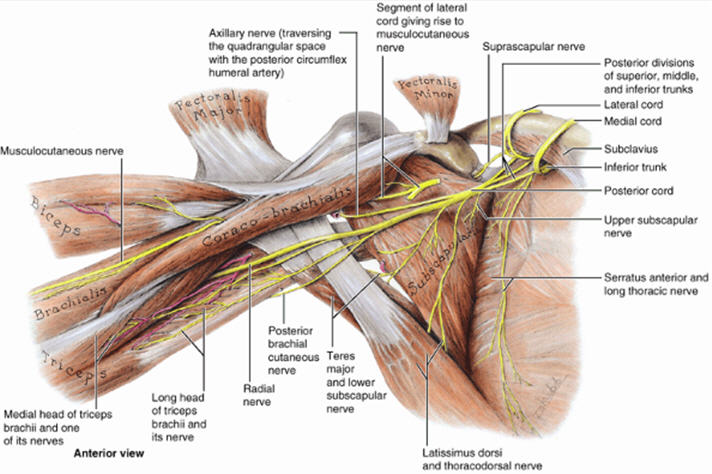 Segment of lateral
cord giving rise to
musculocutaneous
nerve
Axillary nerve (traversing
the quadrangular space
with the posterior circumflex
humeral artery)
Suprascapular nerve
Posterior divisions
of superior, middle,
and inferior trunks
Lateral cord
Medial cord
Subclavius
Inferior trunk
Posterior cord
Upper subscapular
nerve
Serratus anterior and
long thoracic nerve
Pectoralis
Major
Pectoralis
Minor
Musculocutaneous nerve
Biceps
Coraco-brachialis
Subscapularis
Brachialis
Triceps
Medial head of triceps
brachii and one
of its nerves
Long head
of triceps
brachii and
its nerve
Radial
nerve
Posterior
brachial
cutaneous
nerve
Teres
major
and lower
subscapular
nerve
Latissimus dorsi
and thoracodorsal nerve
Anterior view